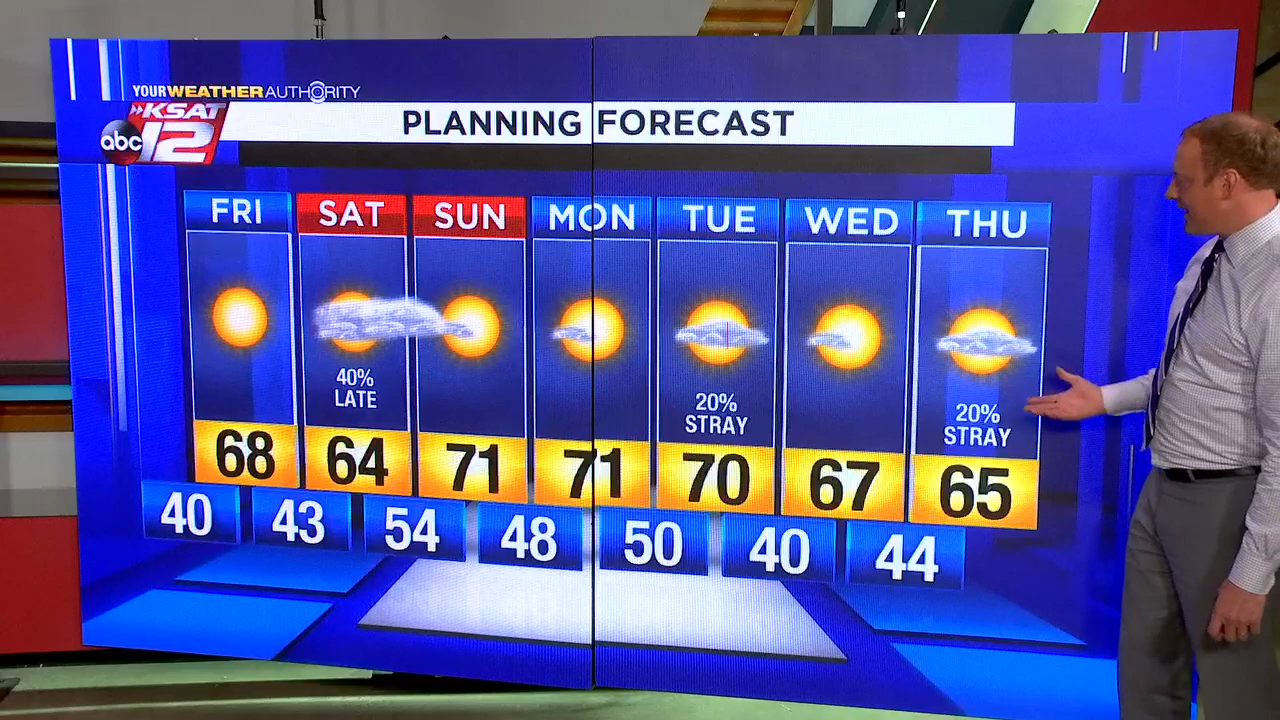 YOUR WEATHER AUTHORITY
KSAT
abc 12
PLANNING FORECAST
FRI SAT SUN MON TUE WED THU
40% LATE
20% STRAY
20% STRAY
68 64 71 71 70 67 65
40 43 54 48 50 40 44